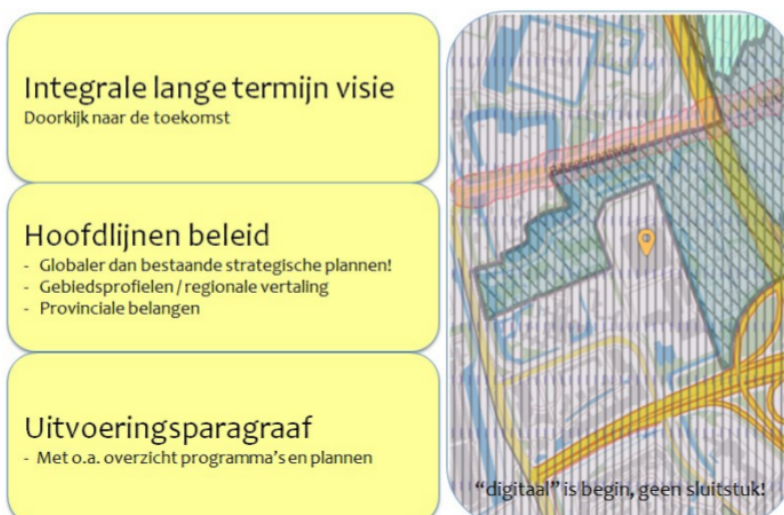 Integrale lange termijn visie
Doorkijk naar de toekomst
Hoofdlijnen beleid
- Globaler dan bestaande strategische plannen!
- Gebiedsprofielen / regionale vertaling
- Provinciale belangen
Uitvoeringsparagraaf
- Met o.a. overzicht programma's en plannen
"digitaal" is begin, geen sluitstuk!